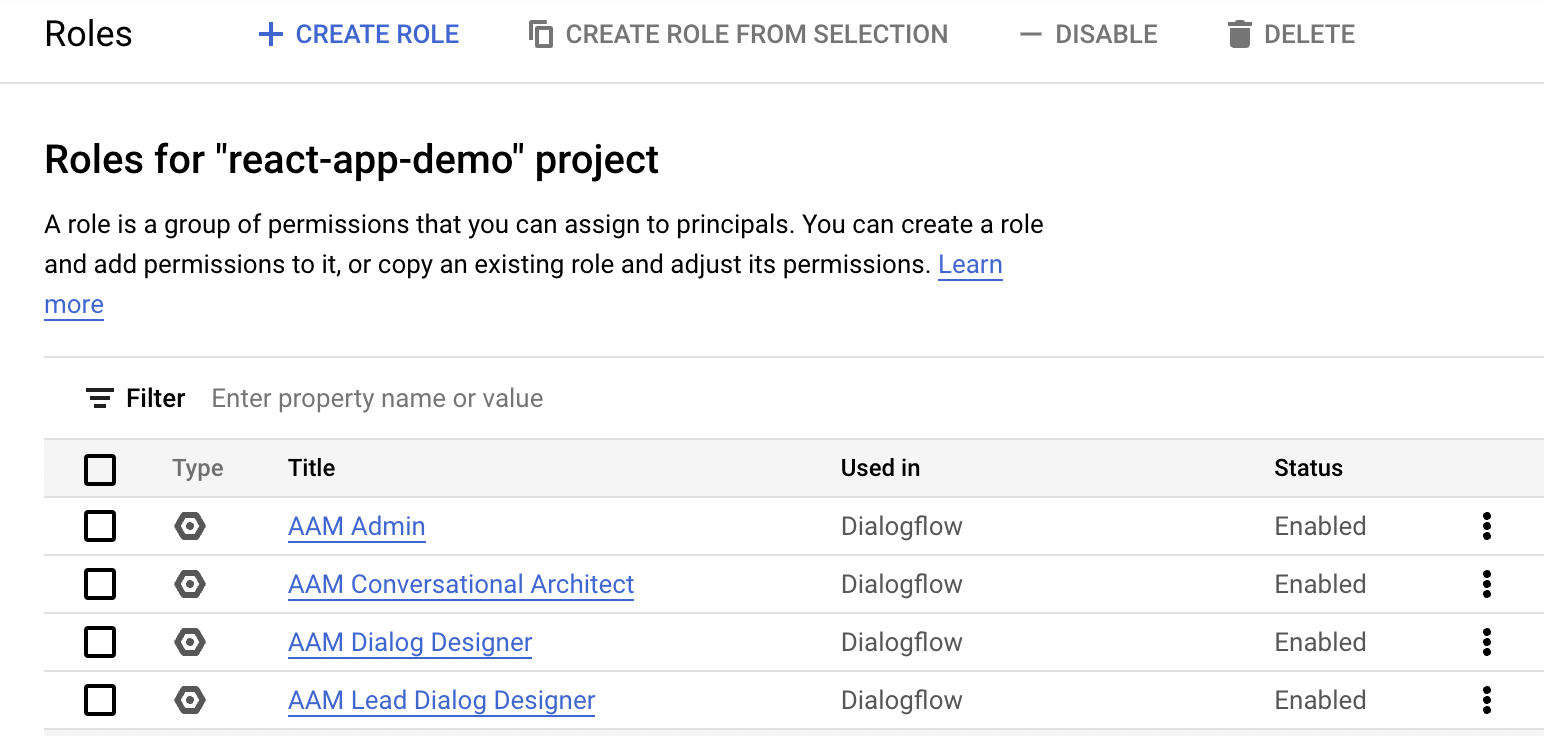 Roles CREATE ROLE CREATE ROLE FROM SELECTION DISABLE DELETE
Roles for "react-app-demo" project
A role is a group of permissions that you can assign to principals. You can create a role
and add permissions to it, or copy an existing role and adjust its permissions. Learn
more
Filter Enter property name or value
Type Title Used in Status
AAM Admin Dialogflow Enabled
AAM Conversational Architect Dialogflow Enabled
AAM Dialog Designer Dialogflow Enabled
AAM Lead Dialog Designer Dialogflow Enabled